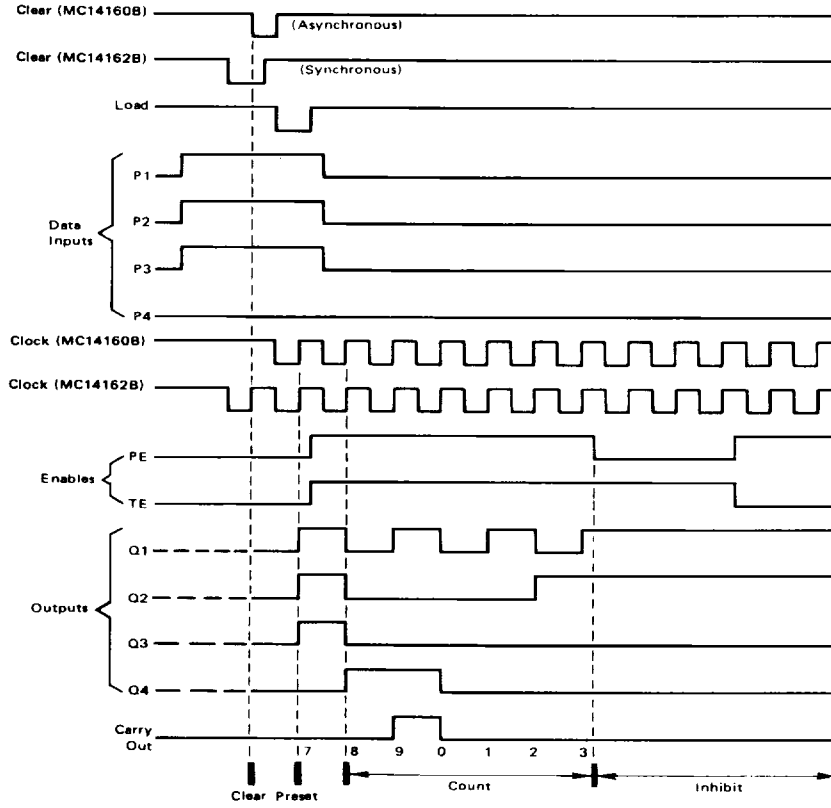 Clear (MC14160B)
(Asynchronous)
Clear (MC14162B)
(Synchronous)
Load
Data
Inputs
P1
P2
P3
P4
Clock (MC14160B)
Clock (MC14162B)
Enables
PE
TE
Outputs
Q1
Q2
Q3
Q4
Carry
Out
7 8 9 0 1 2 3
Clear Preset
Count
Inhibit